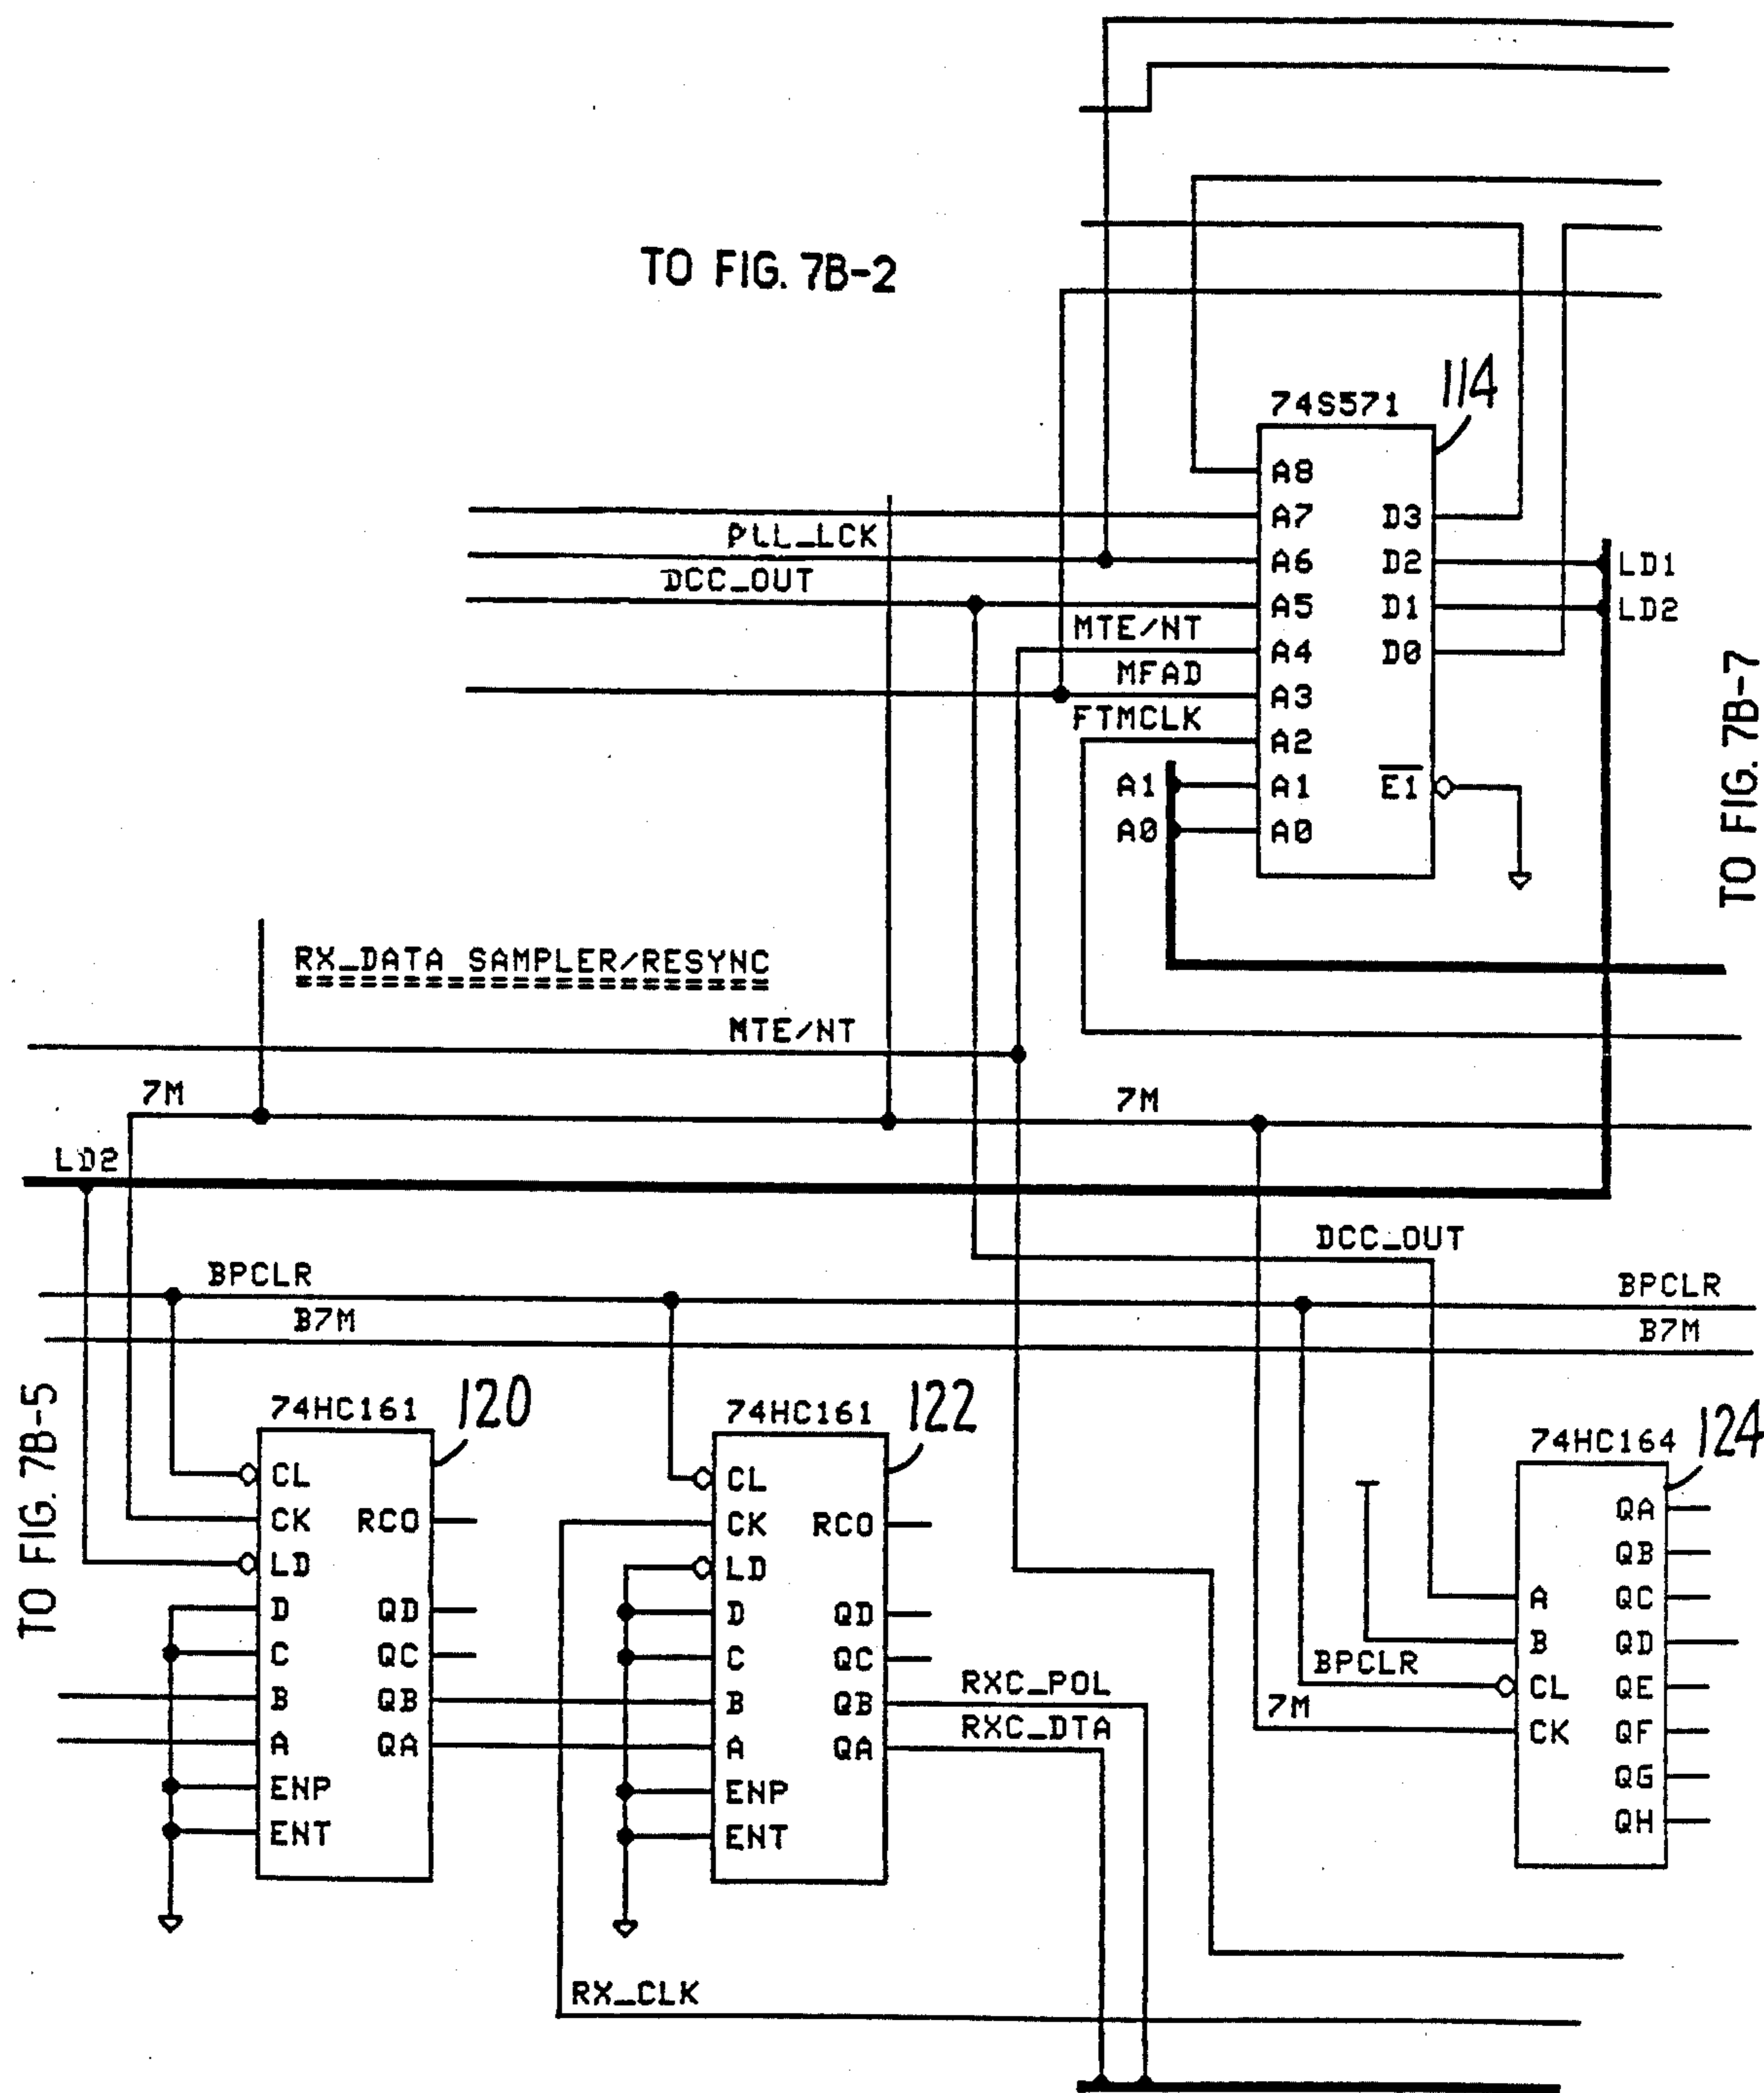 TO FIG. 7B-2
74S571
114
A8
A7 D3
PLL_LCK
A6 D2 LD1
DCC_OUT
A5 D1 LD2
MTE/NT
A4 D0
MFAD
A3
FTMCLK
A2
A1 A1 E1
A0 A0
TO FIG. 7B-7
RX_DATA SAMPLER/RESYNC
MTE/NT
7M 7M
LD2
DCC_OUT
BPCLR BPCLR
B7M B7M
TO FIG. 7B-5
74HC161
120
CL
CK RCO
LD
D QD
C QC
B QB
A QA
ENP
ENT
74HC161
122
CL
CK RCO
LD
D QD
C QC
B QB
RXC_POL
A QA
RXC_DTA
ENP
ENT
74HC164
124
QA
QB
A QC
B QD
BPCLR
CL QE
7M
CK QF
QG
QH
RX_CLK